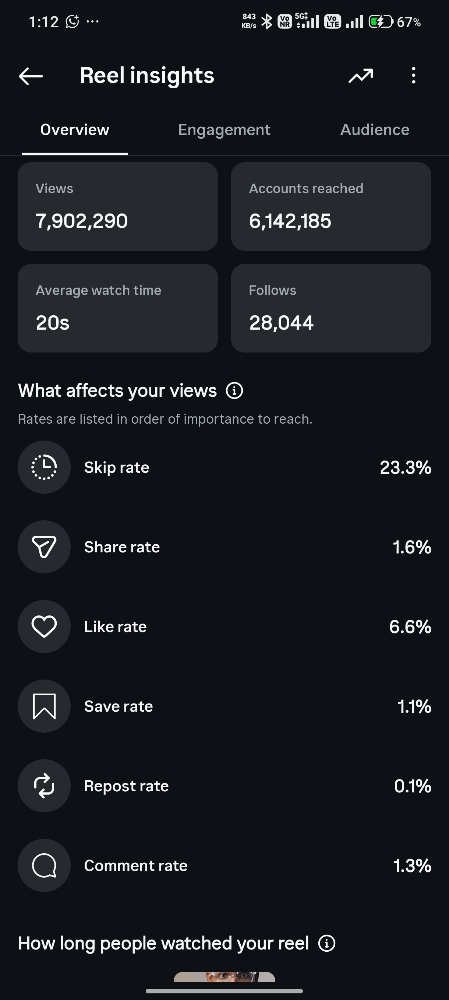 1:12 ...
843 KB/s Vo NR 5G Vo LTE 67%
Reel insights
Overview Engagement Audience
Views Accounts reached
7,902,290 6,142,185
Average watch time Follows
20s 28,044
What affects your views
Rates are listed in order of importance to reach.
Skip rate 23.3%
Share rate 1.6%
Like rate 6.6%
Save rate 1.1%
Repost rate 0.1%
Comment rate 1.3%
How long people watched your reel